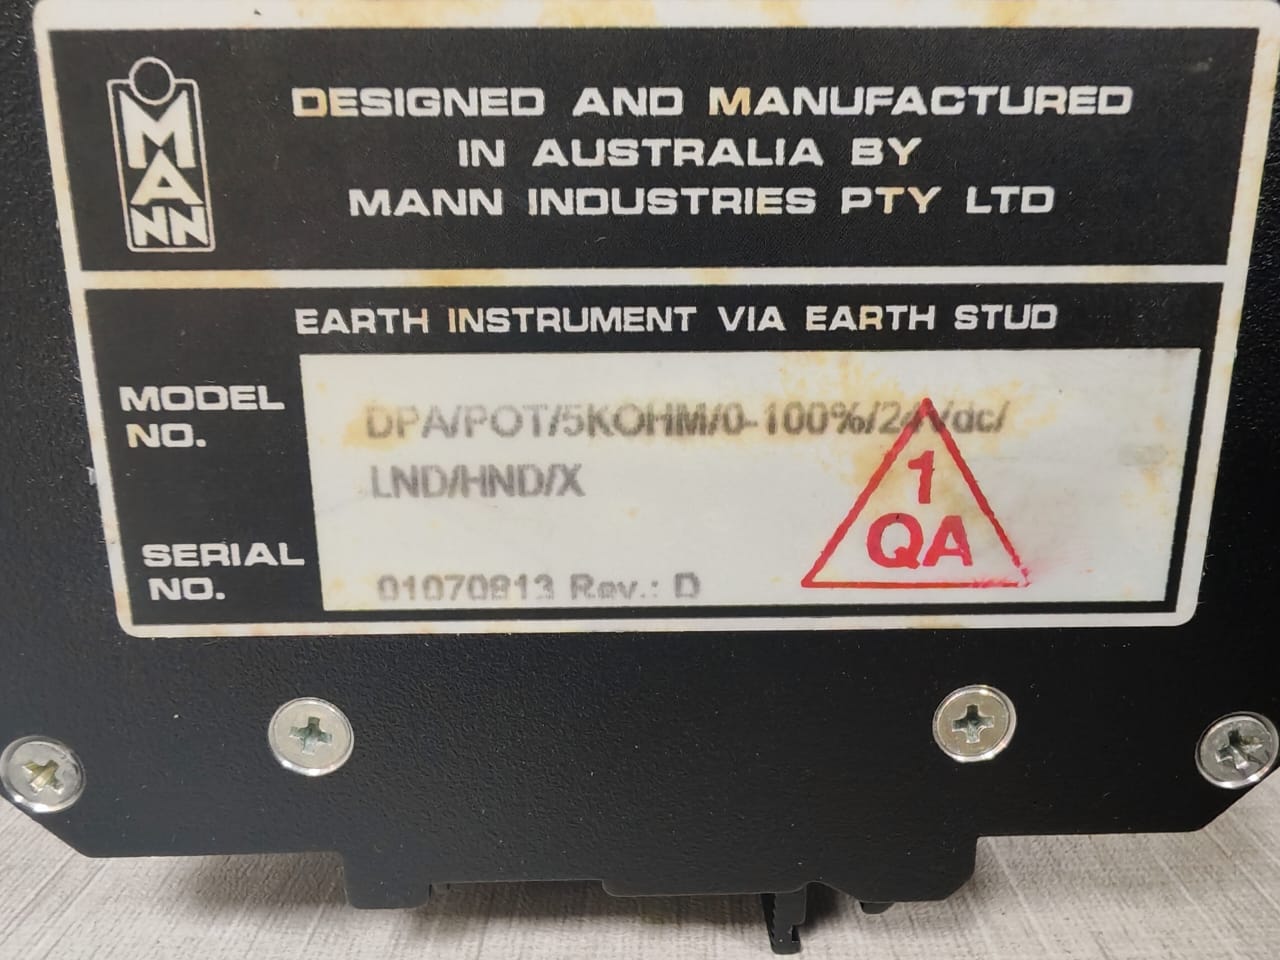 MANN
DESIGNED AND MANUFACTURED
IN AUSTRALIA BY
MANN INDUSTRIES PTY LTD
EARTH INSTRUMENT VIA EARTH STUD
MODEL
NO.
DPA/POT/5KOHM/0-100%/24Vdc/
LND/HND/X
1
QA
SERIAL
NO.
01070813 Rev.: D